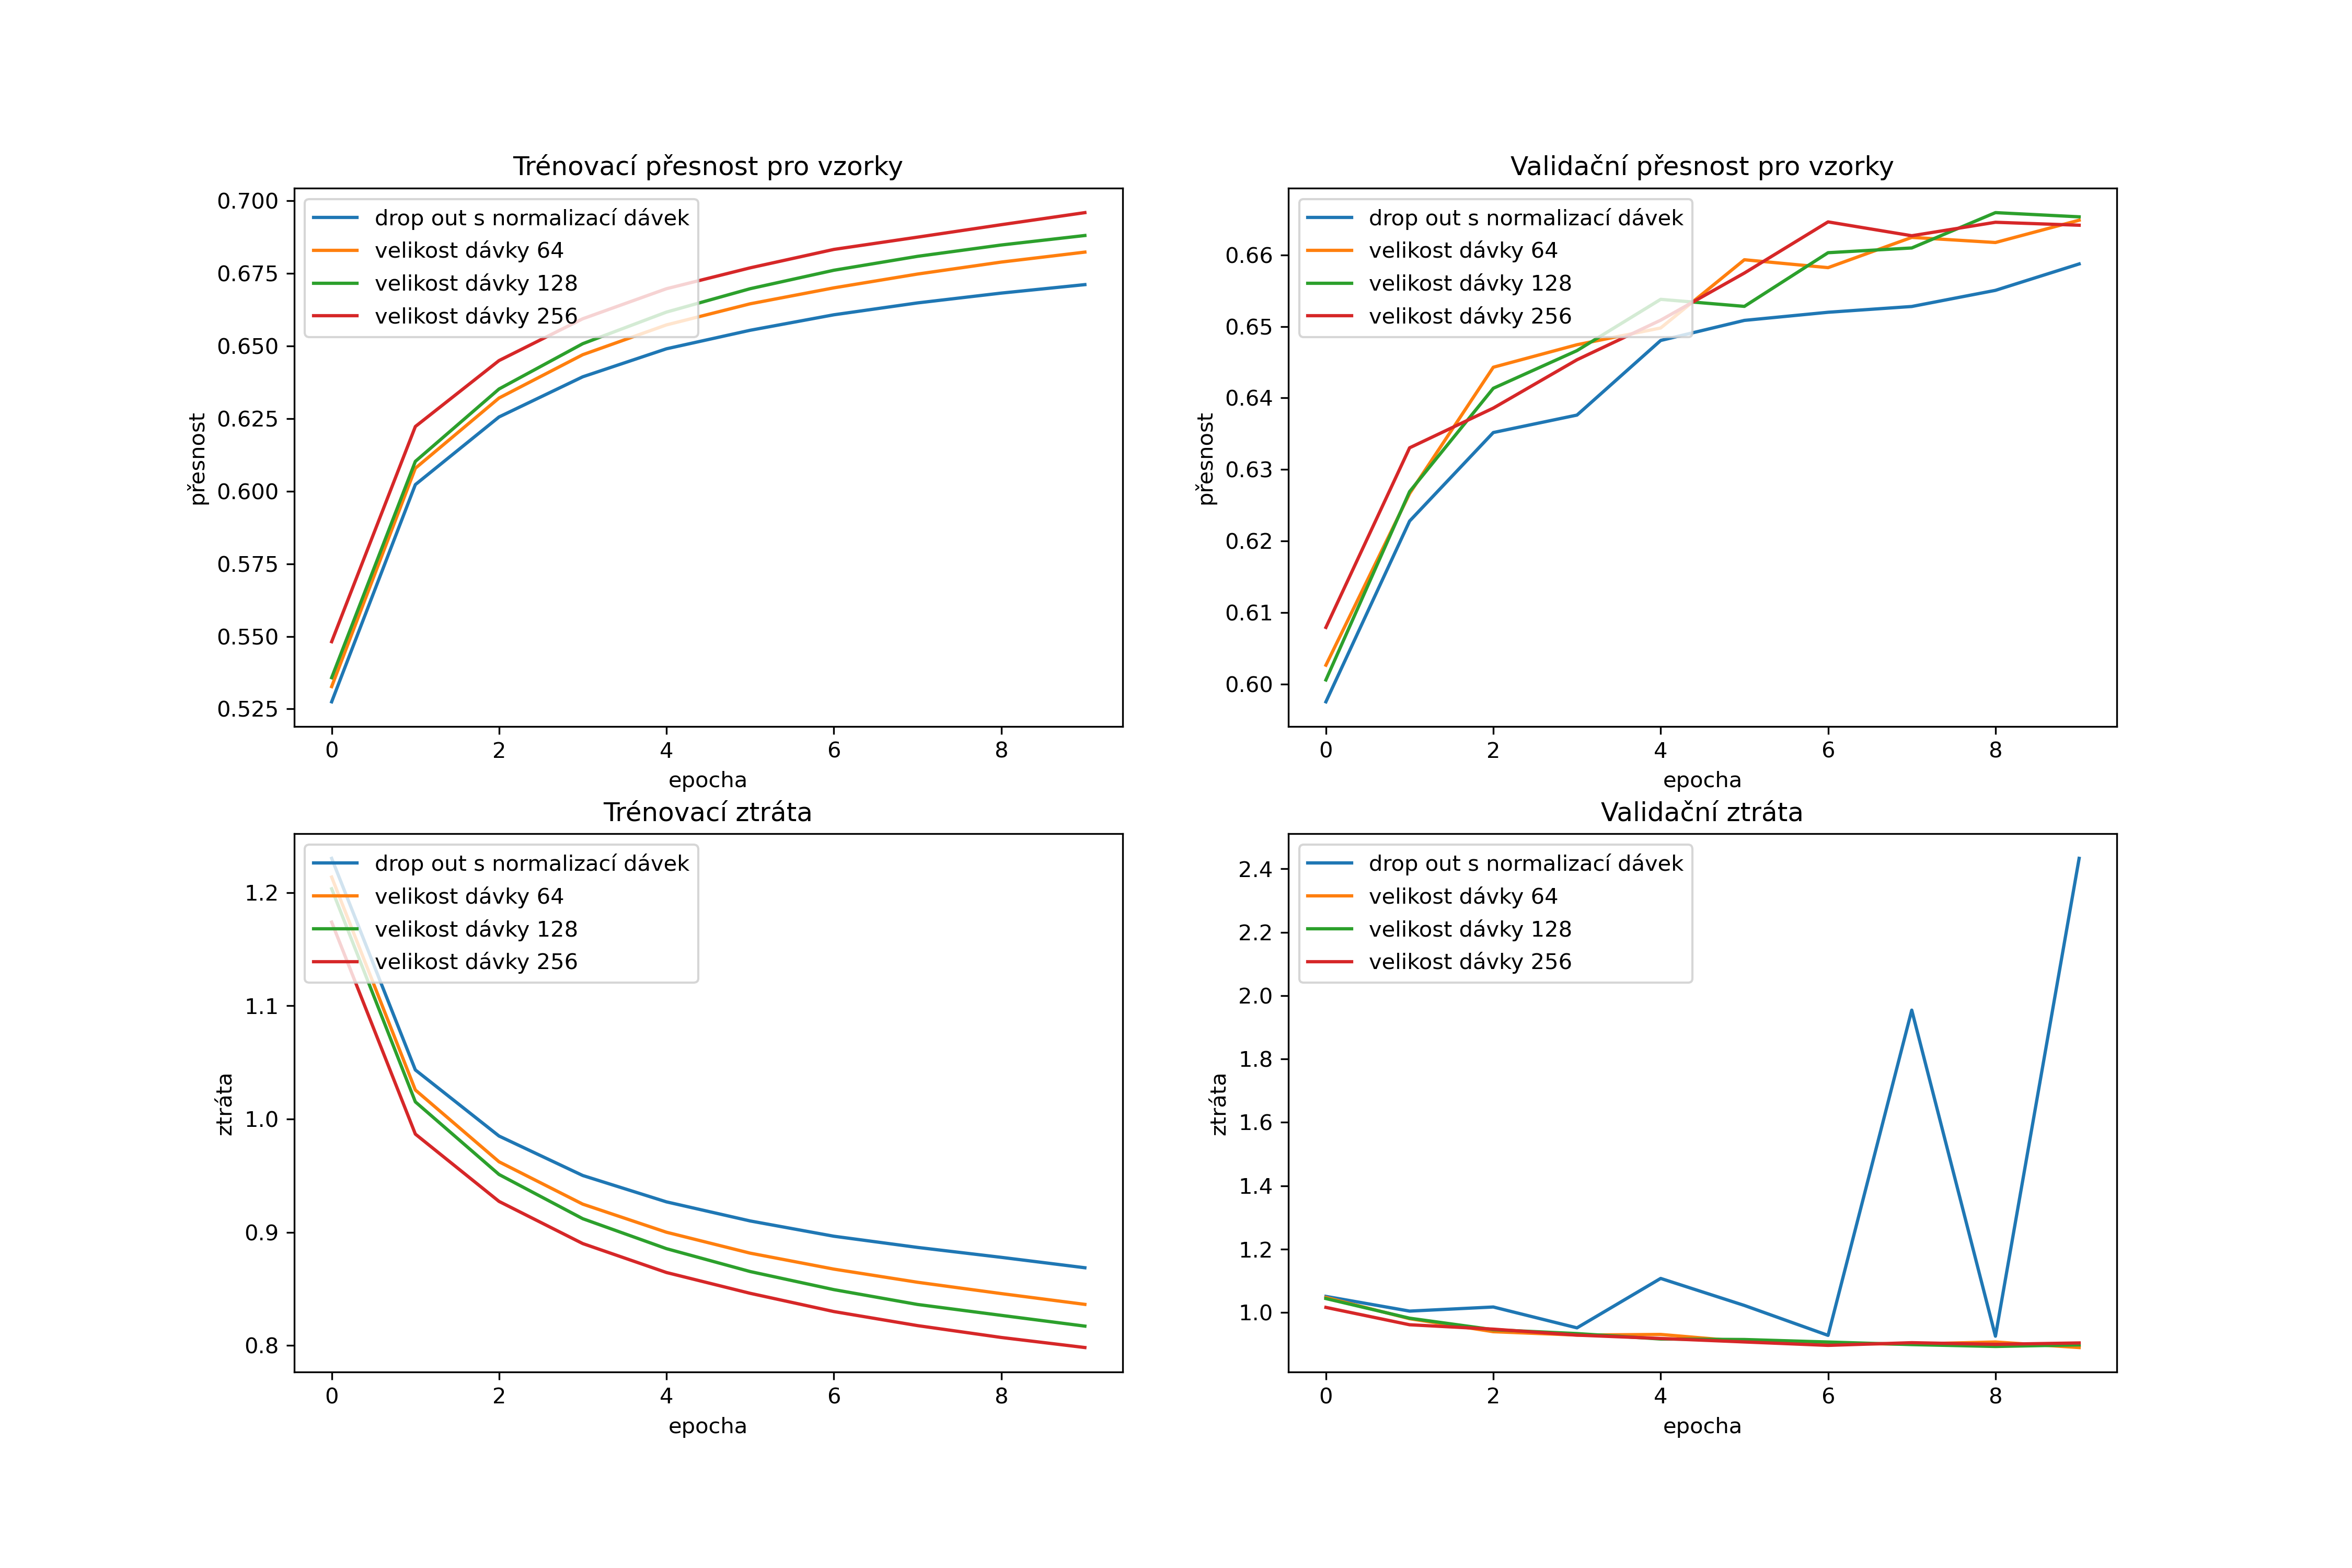 Trénovací přesnost pro vzorky
drop out s normalizací dávek
velikost dávky 64
velikost dávky 128
velikost dávky 256
0.700
0.675
0.650
0.625
0.600
0.575
0.550
0.525
přesnost
0 2 4 6 8
epocha
Validační přesnost pro vzorky
drop out s normalizací dávek
velikost dávky 64
velikost dávky 128
velikost dávky 256
0.66
0.65
0.64
0.63
0.62
0.61
0.60
přesnost
0 2 4 6 8
epocha
Trénovací ztráta
drop out s normalizací dávek
velikost dávky 64
velikost dávky 128
velikost dávky 256
1.2
1.1
1.0
0.9
0.8
ztráta
0 2 4 6 8
epocha
Validační ztráta
drop out s normalizací dávek
velikost dávky 64
velikost dávky 128
velikost dávky 256
2.4
2.2
2.0
1.8
1.6
1.4
1.2
1.0
ztráta
0 2 4 6 8
epocha